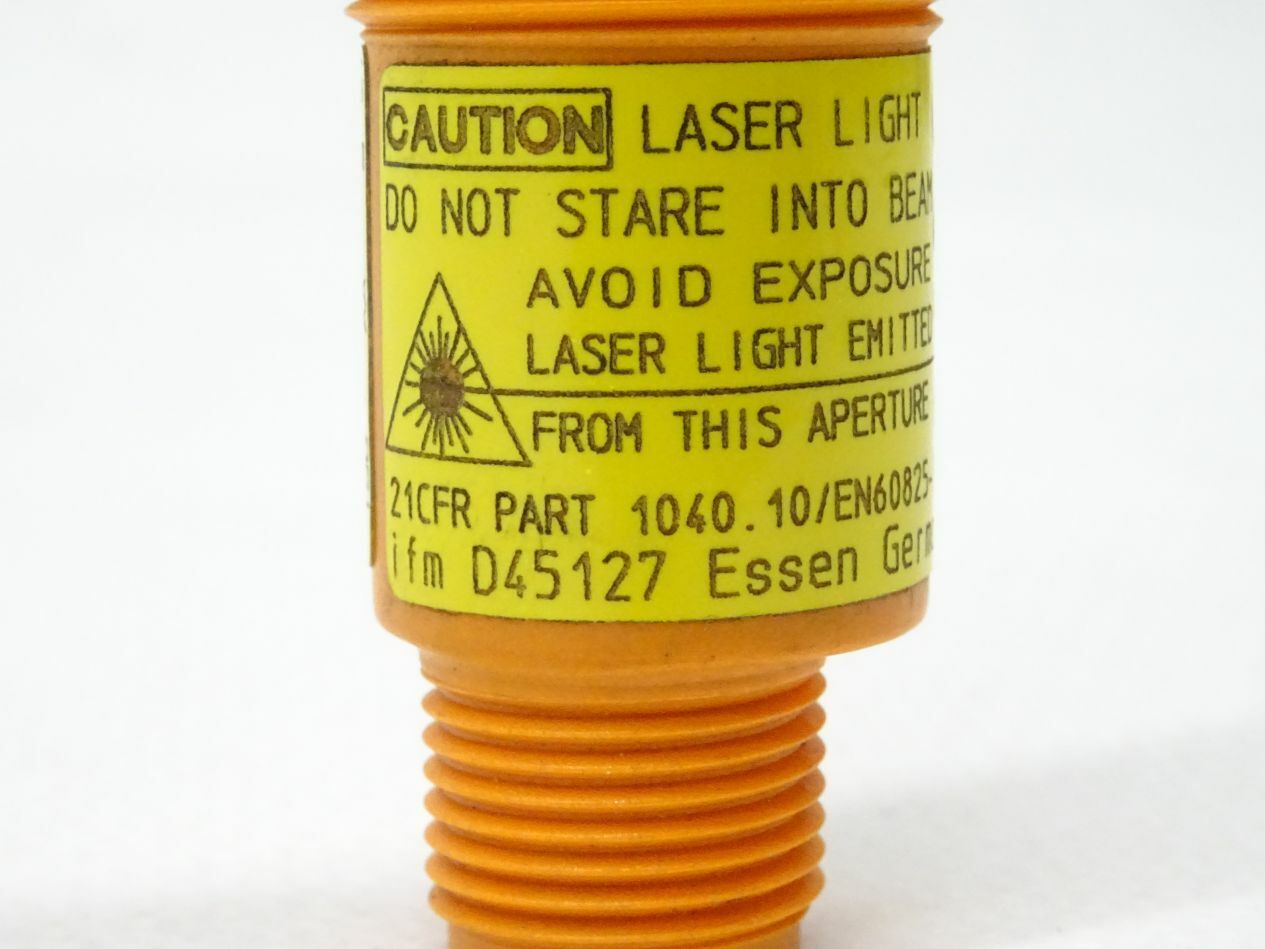 CAUTION LASER LIGHT
DO NOT STARE INTO BEAM
AVOID EXPOSURE
LASER LIGHT EMITTED
FROM THIS APERTURE
21CFR PART 1040.10/EN60825-
ifm D45127 Essen Germ